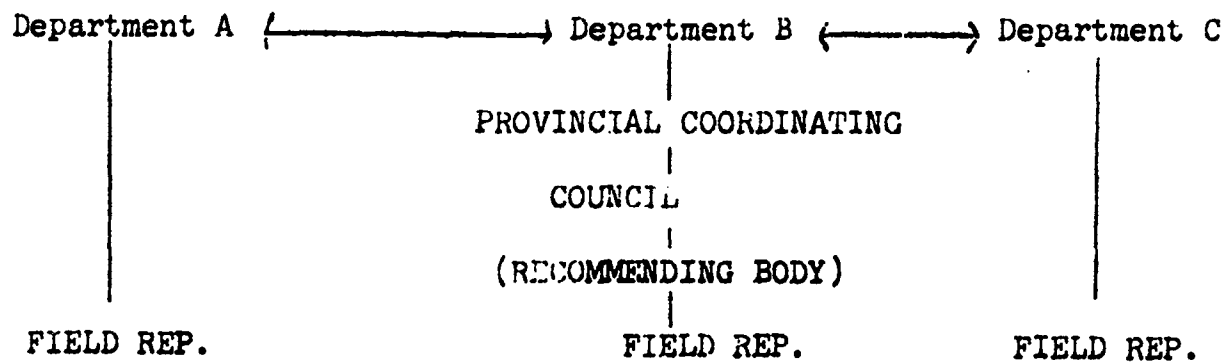 Department A Department B Department C
PROVINCIAL COORDINATING
COUNCIL
(RECOMMENDING BODY)
FIELD REP. FIELD REP. FIELD REP.